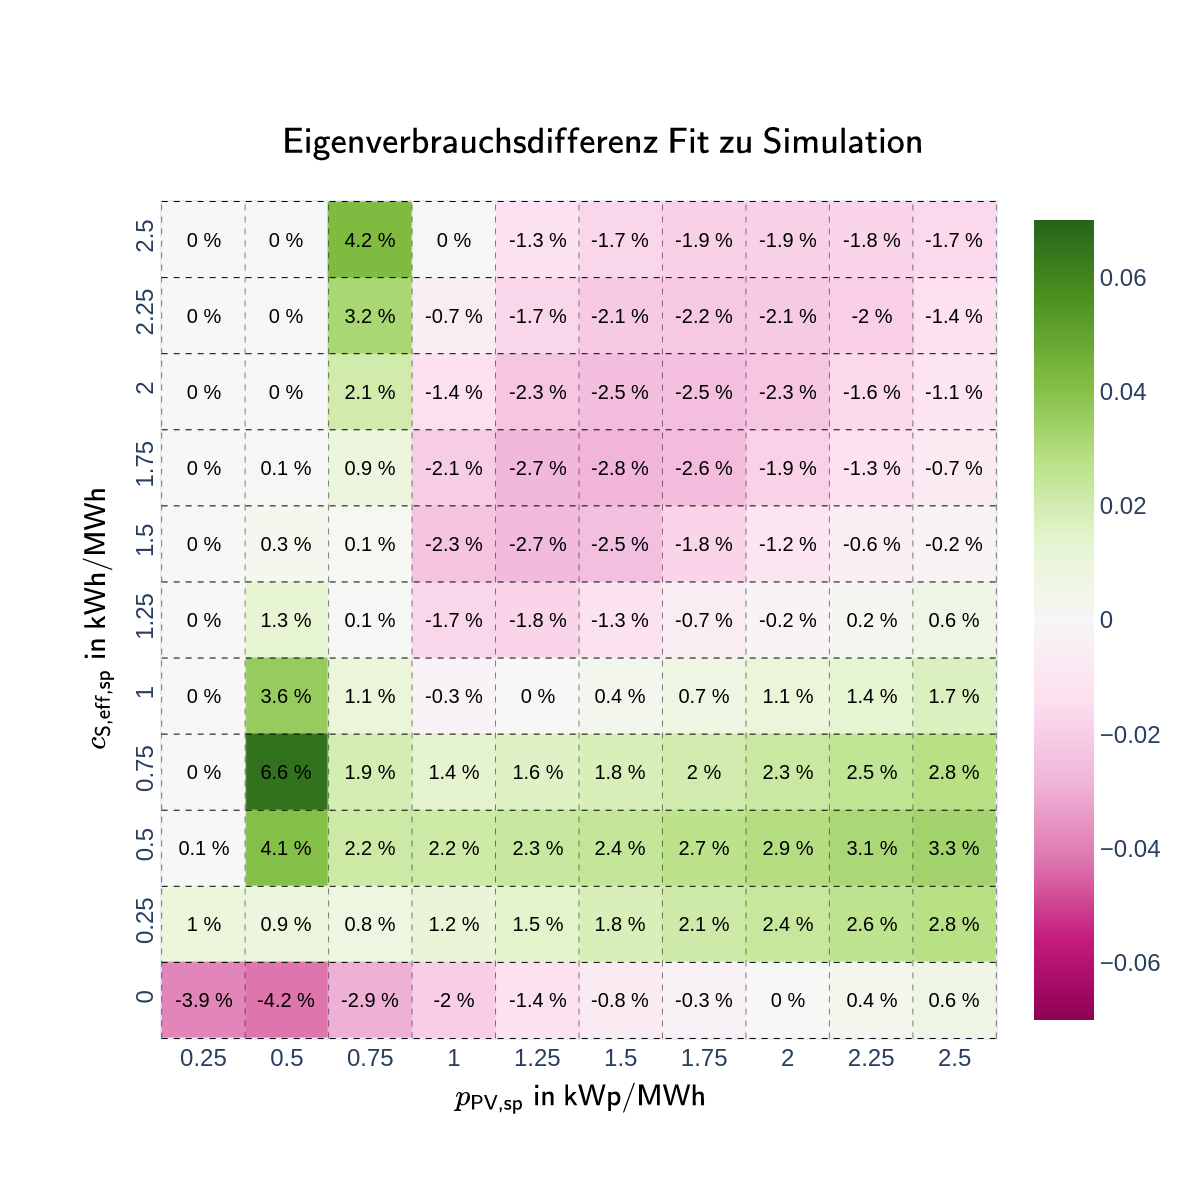 Eigenverbrauchsdifferenz Fit zu Simulation
2.5 0 % 0 % 4.2 % 0 % -1.3 % -1.7 % -1.9 % -1.9 % -1.8 % -1.7 %
2.25 0 % 0 % 3.2 % -0.7 % -1.7 % -2.1 % -2.2 % -2.1 % -2 % -1.4 %
2 0 % 0 % 2.1 % -1.4 % -2.3 % -2.5 % -2.5 % -2.3 % -1.6 % -1.1 %
1.75 0 % 0.1 % 0.9 % -2.1 % -2.7 % -2.8 % -2.6 % -1.9 % -1.3 % -0.7 %
1.5 0 % 0.3 % 0.1 % -2.3 % -2.7 % -2.5 % -1.8 % -1.2 % -0.6 % -0.2 %
1.25 0 % 1.3 % 0.1 % -1.7 % -1.8 % -1.3 % -0.7 % -0.2 % 0.2 % 0.6 %
1 0 % 3.6 % 1.1 % -0.3 % 0 % 0.4 % 0.7 % 1.1 % 1.4 % 1.7 %
0.75 0 % 6.6 % 1.9 % 1.4 % 1.6 % 1.8 % 2 % 2.3 % 2.5 % 2.8 %
0.5 0.1 % 4.1 % 2.2 % 2.2 % 2.3 % 2.4 % 2.7 % 2.9 % 3.1 % 3.3 %
0.25 1 % 0.9 % 0.8 % 1.2 % 1.5 % 1.8 % 2.1 % 2.4 % 2.6 % 2.8 %
0 -3.9 % -4.2 % -2.9 % -2 % -1.4 % -0.8 % -0.3 % 0 % 0.4 % 0.6 %
0.25 0.5 0.75 1 1.25 1.5 1.75 2 2.25 2.5
p PV,sp in kWp/MWh
c S,eff,sp in kWh/MWh
0.06
0.04
0.02
0
−0.02
−0.04
−0.06